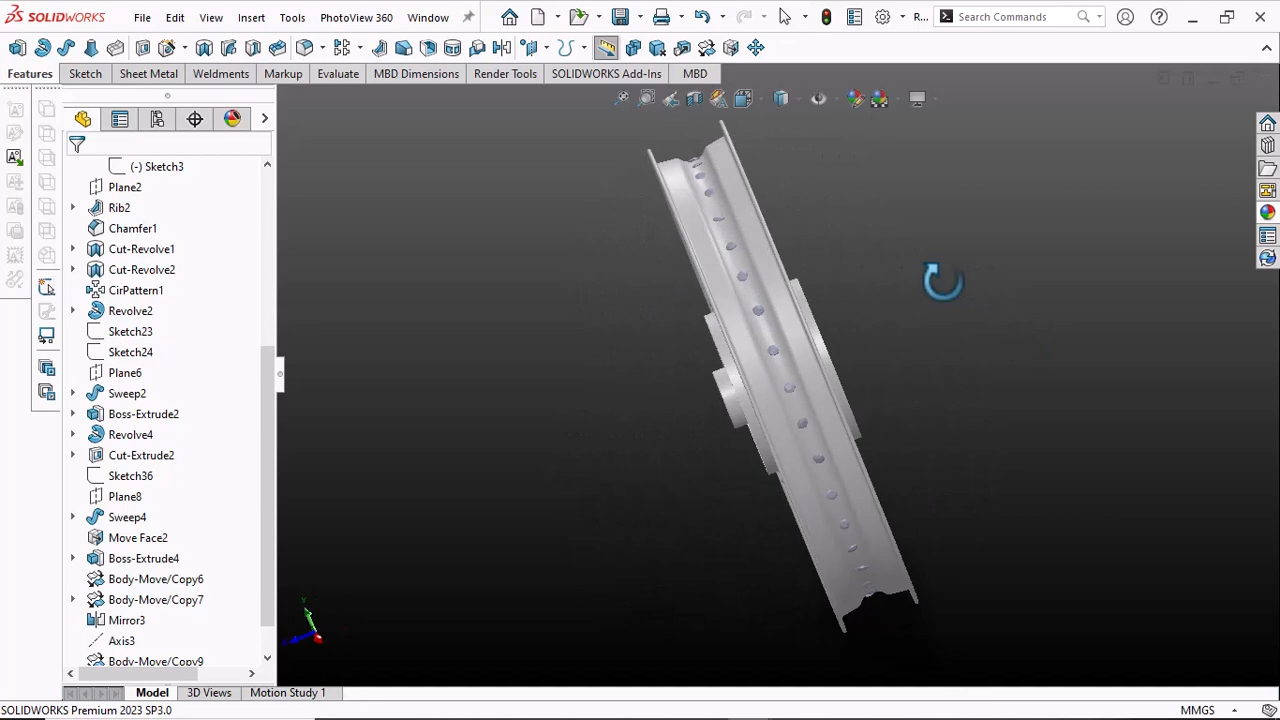 SOLIDWORKS File Edit View Insert Tools PhotoView 360 Window R... Search Commands
Features Sketch Sheet Metal Weldments Markup Evaluate MBD Dimensions Render Tools SOLIDWORKS Add-Ins MBD
(-) Sketch3
Plane2
Rib2
Chamfer1
Cut-Revolve1
Cut-Revolve2
CirPattern1
Revolve2
Sketch23
Sketch24
Plane6
Sweep2
Boss-Extrude2
Revolve4
Cut-Extrude2
Sketch36
Plane8
Sweep4
Move Face2
Boss-Extrude4
Body-Move/Copy6
Body-Move/Copy7
Mirror3
Axis3
Body-Move/Copy9
Y
Model 3D Views Motion Study 1
SOLIDWORKS Premium 2023 SP3.0 MMGS